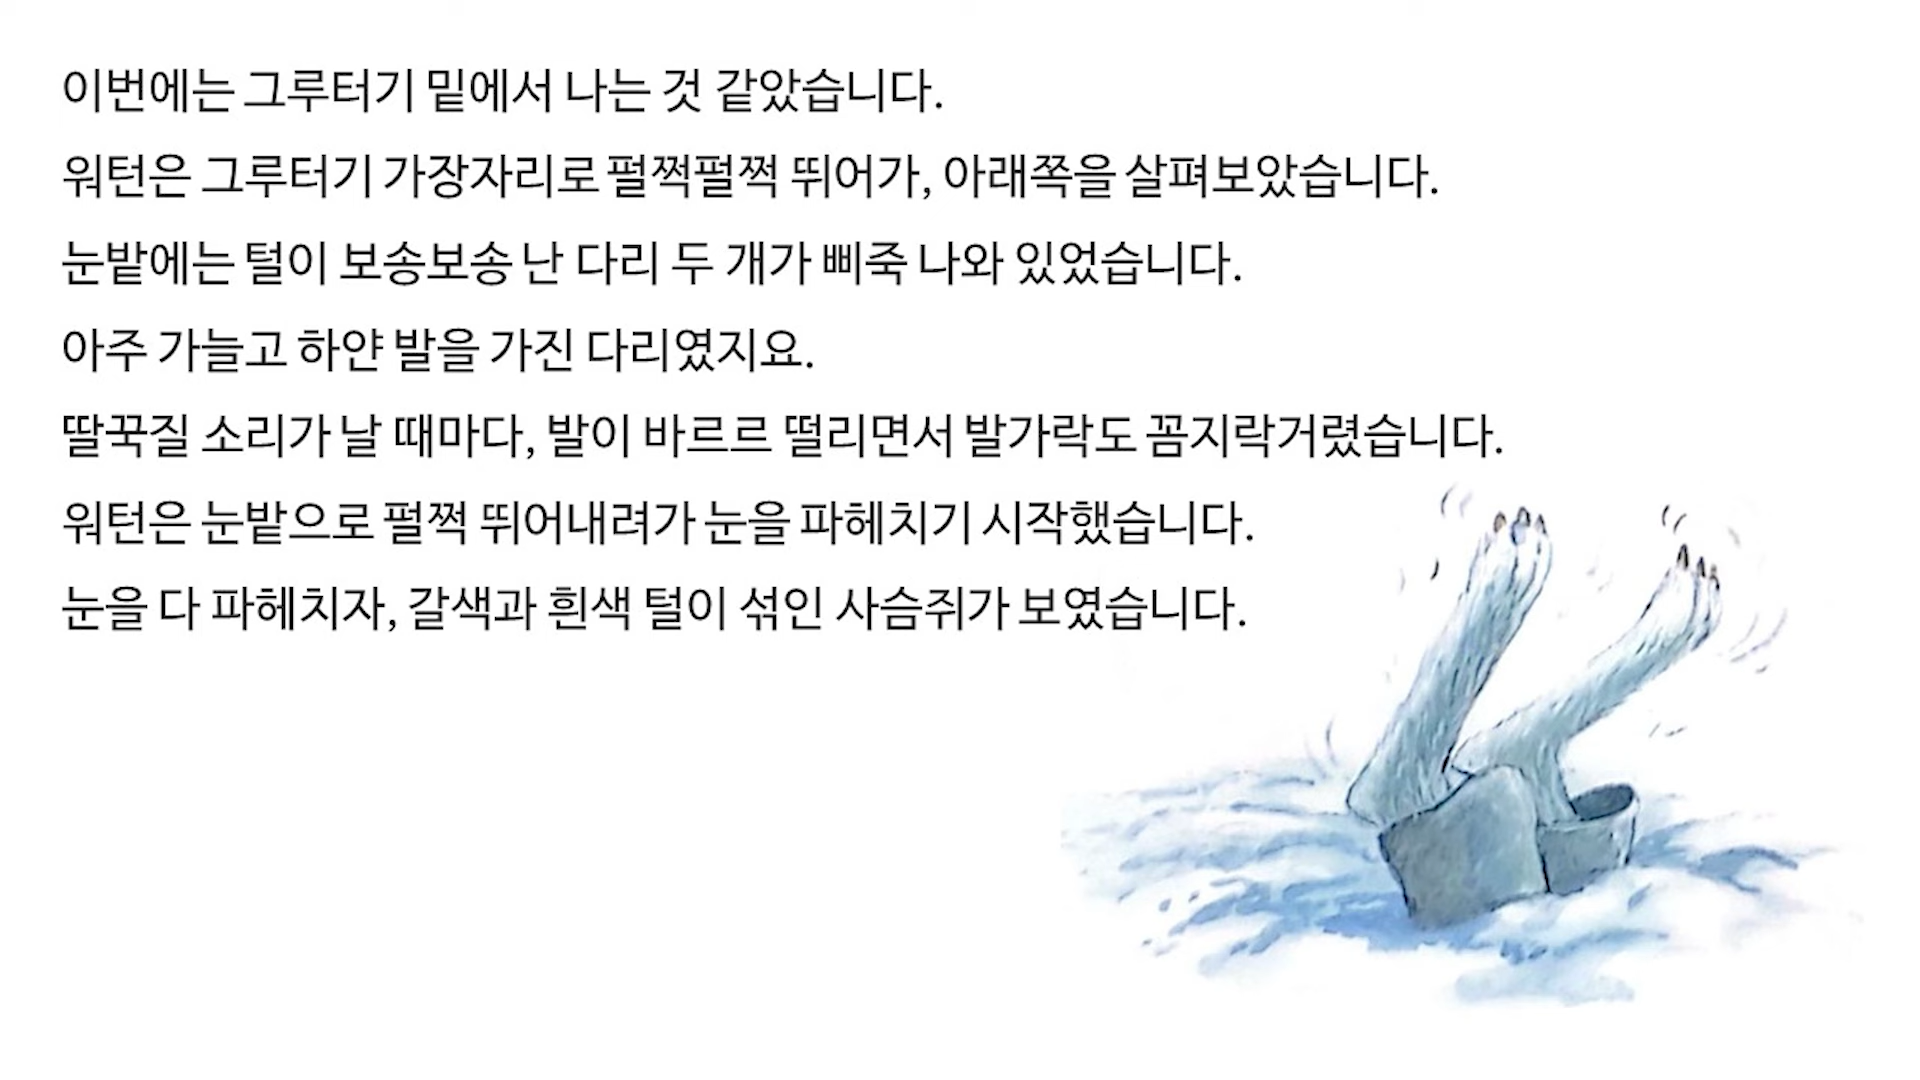 이번에는 그루터기 밑에서 나는 것 같았습니다.
워턴은 그루터기 가장자리로 펄쩍펄쩍 뛰어가, 아래쪽을 살펴보았습니다.
눈밭에는 털이 보송보송 난 다리 두 개가 삐죽 나와 있었습니다.
아주 가늘고 하얀 발을 가진 다리였지요.
딸꾹질 소리가 날 때마다, 발이 바르르 떨리면서 발가락도 꼼지락거렸습니다.
워턴은 눈밭으로 펄쩍 뛰어내려가 눈을 파헤치기 시작했습니다.
눈을 다 파헤치자, 갈색과 흰색 털이 섞인 사슴쥐가 보였습니다.